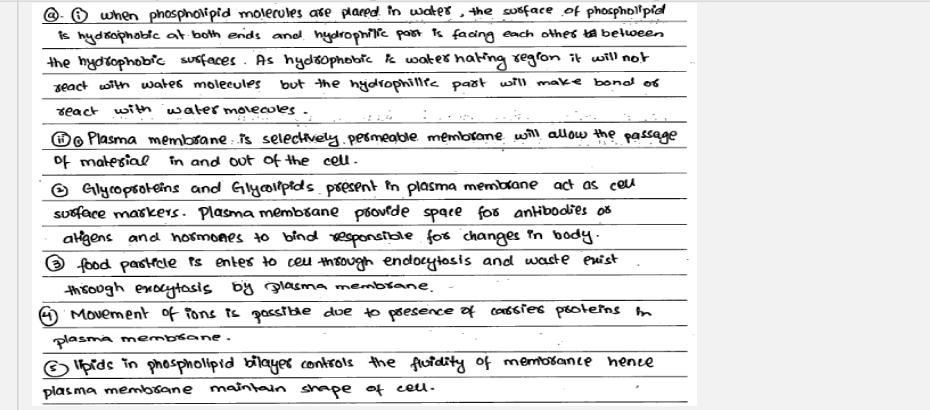 @. (i) when phospholipid molecules are placed in water, the surface of phospholipid
is hydrophobic at both ends and hydrophilic part is facing each other between
the hydrophobic surfaces. As hydrophobic is water hating region it will not
react with water molecules but the hydrophillic part will make bond or
react with water molecules.
(ii) ① Plasma membrane is selectively permeable membrane will allow the passage
of material in and out of the cell.
② Glycoproteins and Glycolipids present in plasma membrane act as cell
surface markers. Plasma membrane provide space for antibodies or
atigens and hormones to bind responsible for changes in body.
③ food particle is enter to cell through endocytosis and waste exist
through exocytosis by plasma membrane.
④ Movement of ions is possible due to presence of carrier proteins in
plasma membrane.
⑤ lipids in phospholipid bilayer controls the fluidity of membrance hence
plasma membrane maintain shape of cell.